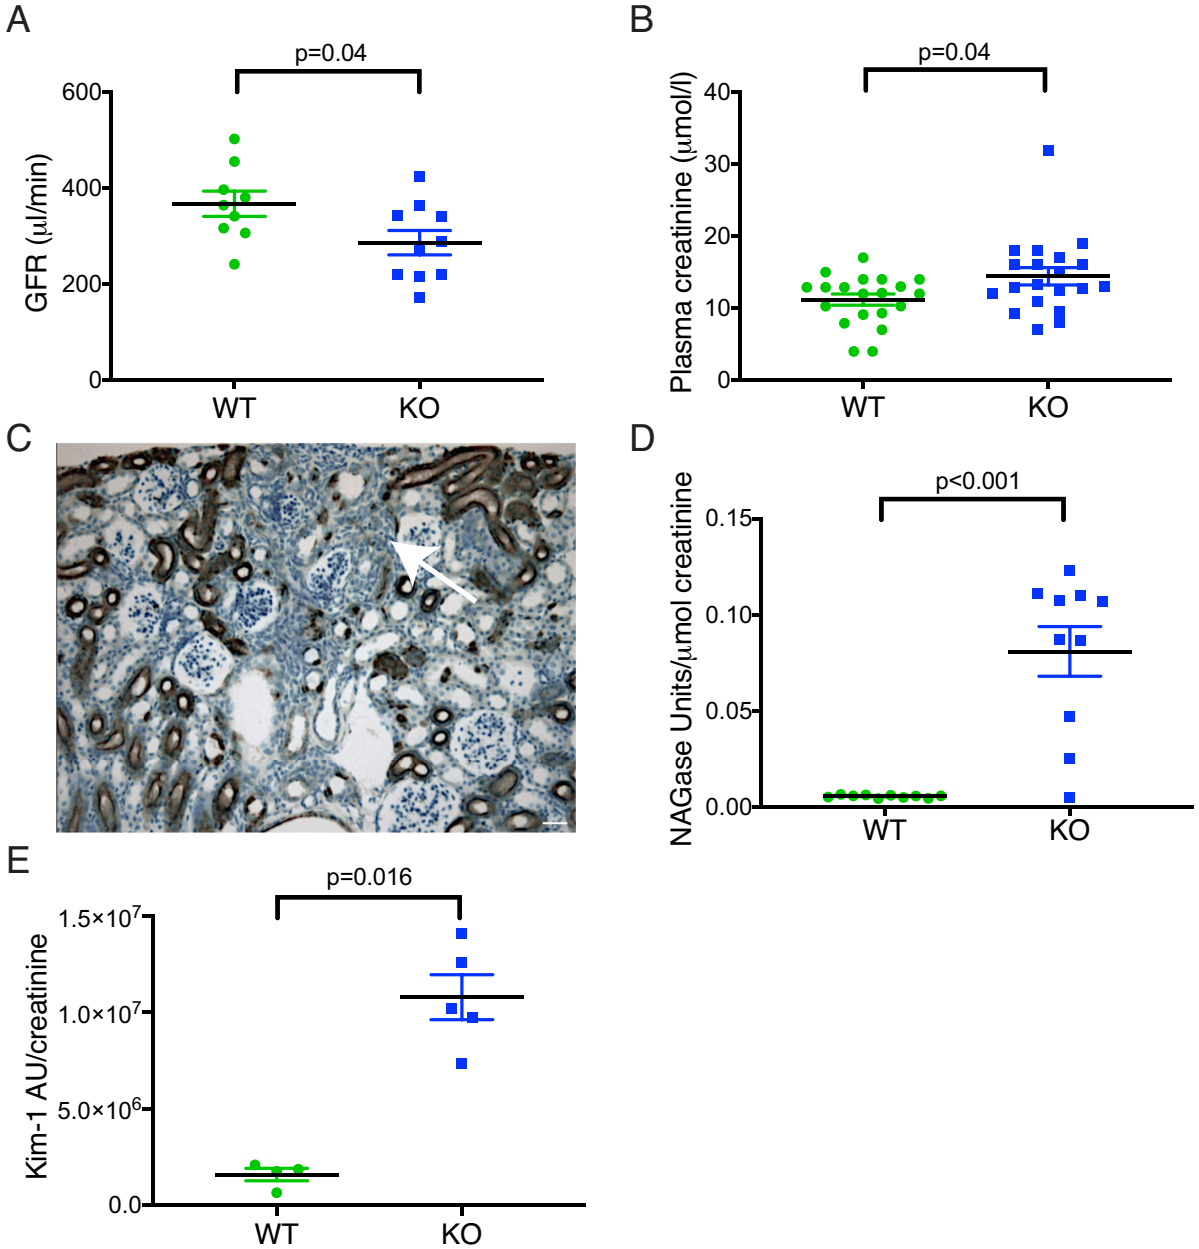 A
p=0.04
600
400
200
0
GFR (μl/min)
WT
KO
B
p=0.04
40
30
20
10
0
Plasma creatinine (μmol/l)
WT
KO
C
D
p<0.001
0.15
0.10
0.05
0.00
NAGase Units/μmol creatinine
WT
KO
E
p=0.016
1.5×10⁷
1.0×10⁷
5.0×10⁶
0.0
Kim-1 AU/creatinine
WT
KO